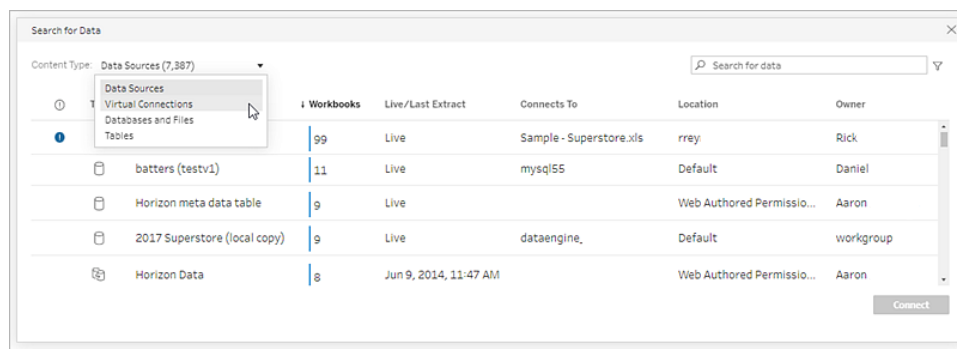 Search for Data
Content Type: Data Sources (7,387)
Search for data
Data Sources
Virtual Connections
Databases and Files
Tables
T
↓ Workbooks Live/Last Extract Connects To Location Owner
99 Live Sample - Superstore.xls rrey Rick
batters (testv1) 11 Live mysql55 Default Daniel
Horizon meta data table 9 Live Web Authored Permissio... Aaron
2017 Superstore (local copy) 9 Live dataengine_ Default workgroup
Horizon Data 8 Jun 9, 2014, 11:47 AM Web Authored Permissio... Aaron
Connect